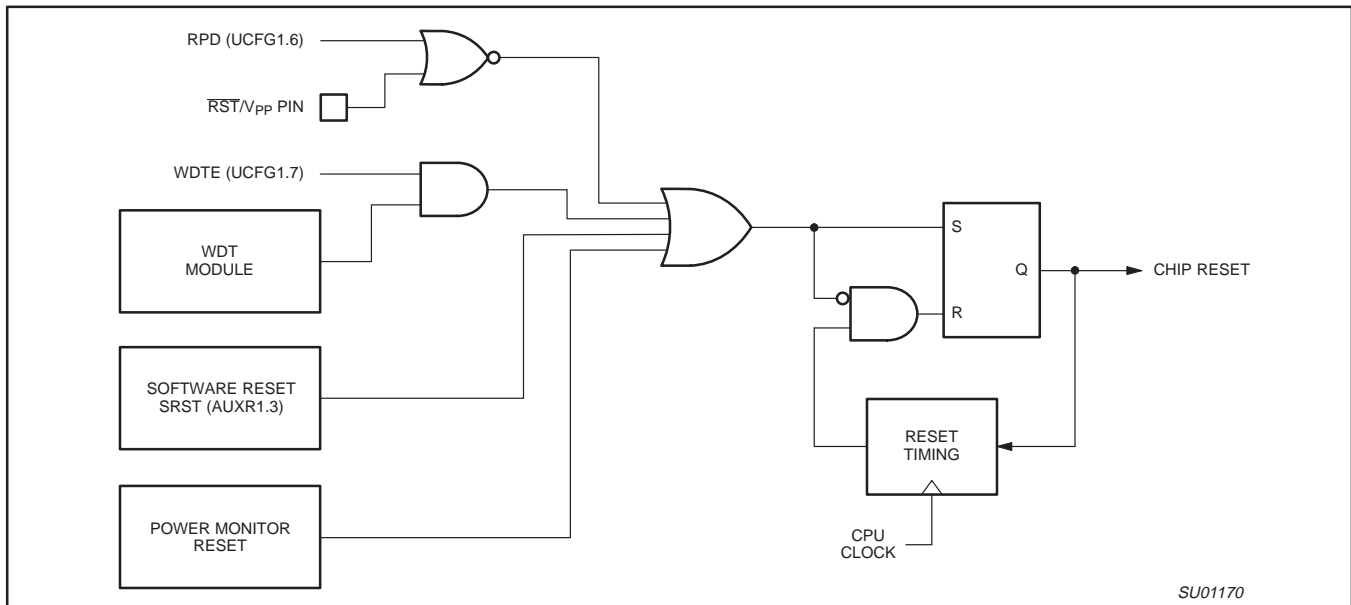 RPD (UCFG1.6)
RST/VPP PIN
WDTE (UCFG1.7)
WDT
MODULE
SOFTWARE RESET
SRST (AUXR1.3)
POWER MONITOR
RESET
S
Q
R
CHIP RESET
RESET
TIMING
CPU
CLOCK
SU01170